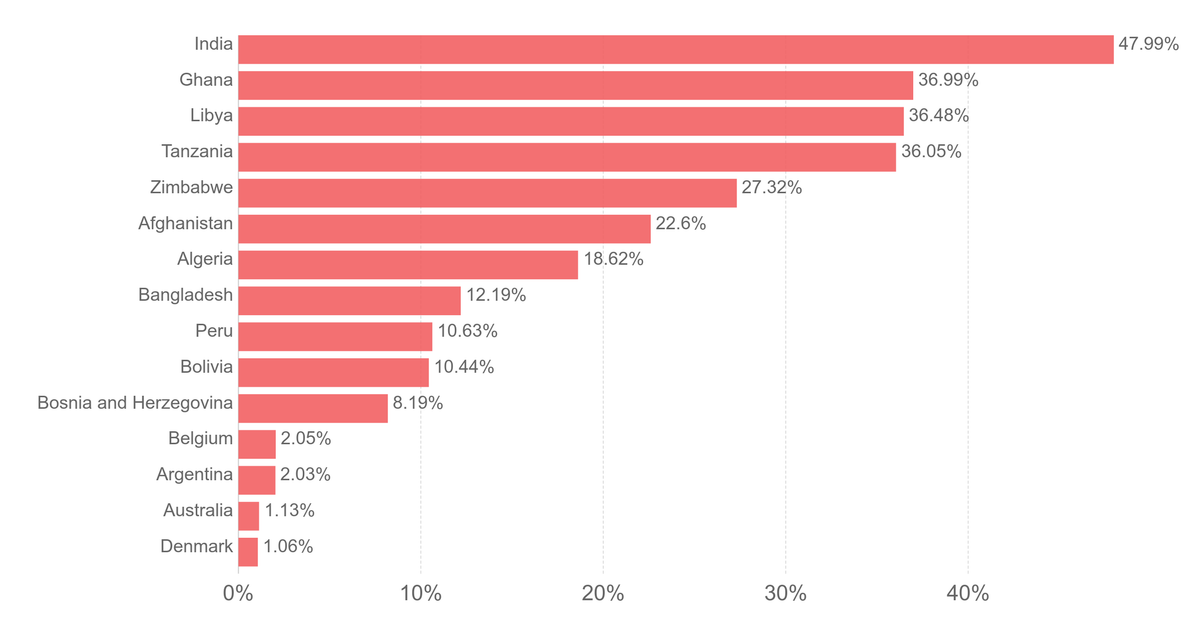 India 47.99%
Ghana 36.99%
Libya 36.48%
Tanzania 36.05%
Zimbabwe 27.32%
Afghanistan 22.6%
Algeria 18.62%
Bangladesh 12.19%
Peru 10.63%
Bolivia 10.44%
Bosnia and Herzegovina 8.19%
Belgium 2.05%
Argentina 2.03%
Australia 1.13%
Denmark 1.06%
0% 10% 20% 30% 40%